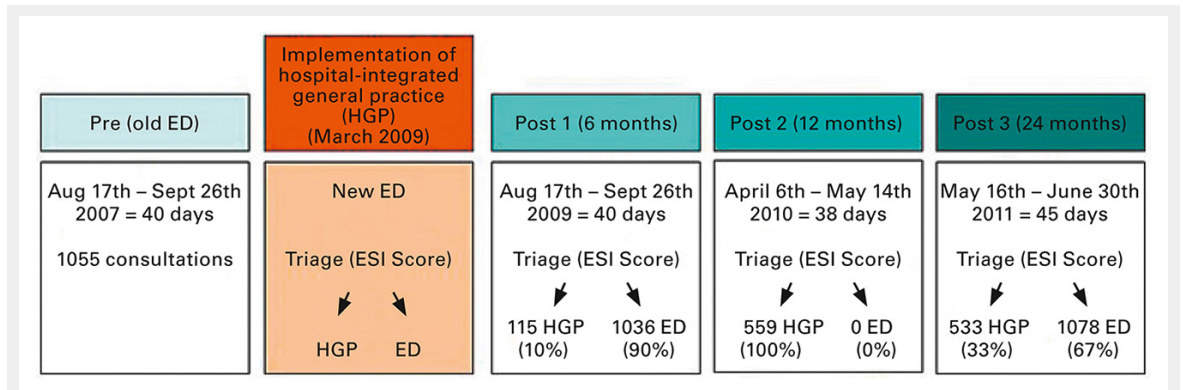 Pre (old ED)
Aug 17th – Sept 26th
2007 = 40 days
1055 consultations
Implementation of
hospital-integrated
general practice
(HGP)
(March 2009)
New ED
Triage (ESI Score)
HGP ED
Post 1 (6 months)
Aug 17th – Sept 26th
2009 = 40 days
Triage (ESI Score)
115 HGP 1036 ED
(10%) (90%)
Post 2 (12 months)
April 6th – May 14th
2010 = 38 days
Triage (ESI Score)
559 HGP 0 ED
(100%) (0%)
Post 3 (24 months)
May 16th – June 30th
2011 = 45 days
Triage (ESI Score)
533 HGP 1078 ED
(33%) (67%)